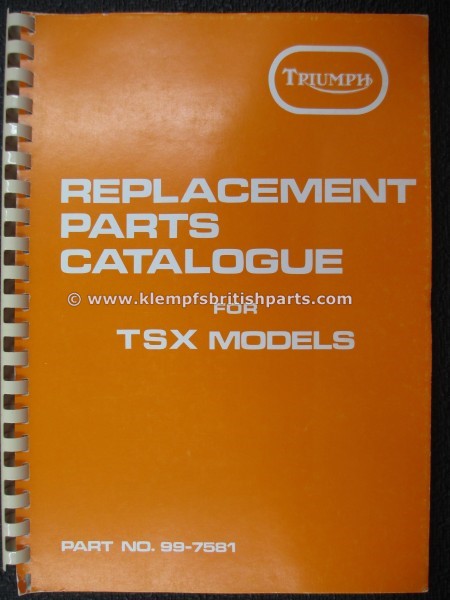 TRIUMPH
REPLACEMENT
PARTS
CATALOGUE
© www.klempfsbritishparts.com
FOR
TSX MODELS
PART NO. 99-7581